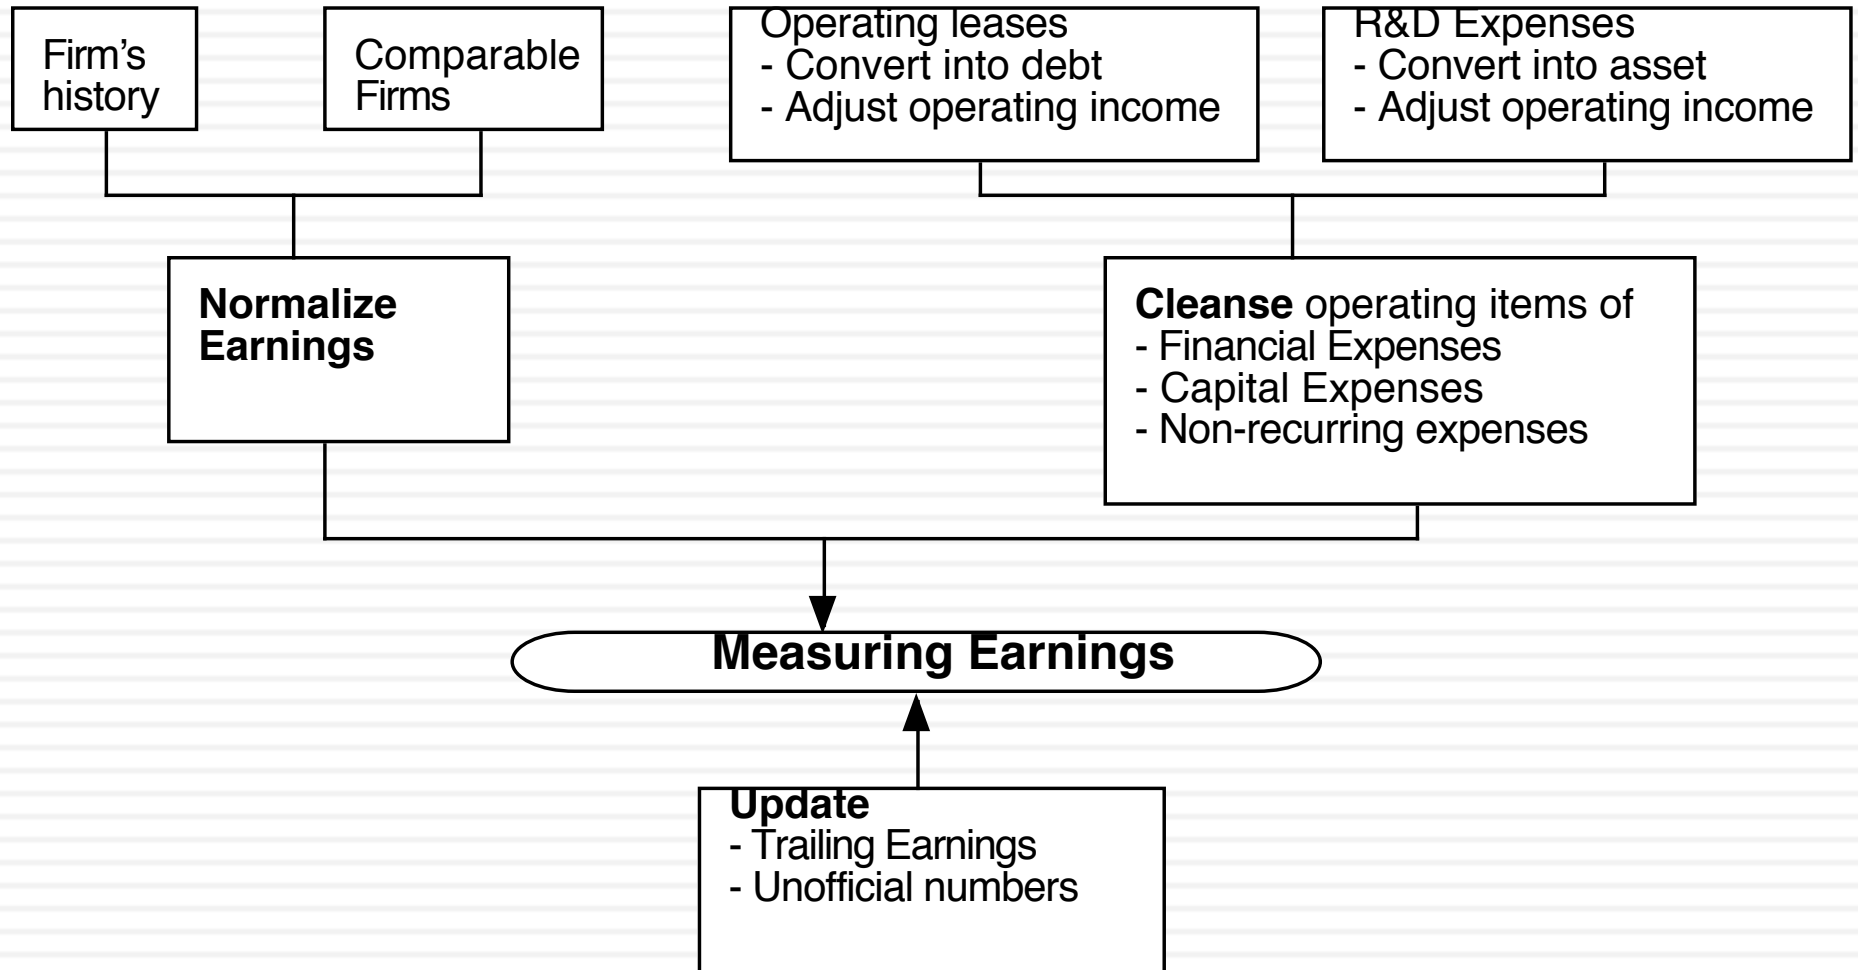 Firm's
history
Comparable
Firms
Operating leases
- Convert into debt
- Adjust operating income
R&D Expenses
- Convert into asset
- Adjust operating income
Normalize
Earnings
Cleanse operating items of
- Financial Expenses
- Capital Expenses
- Non-recurring expenses
Measuring Earnings
Update
- Trailing Earnings
- Unofficial numbers